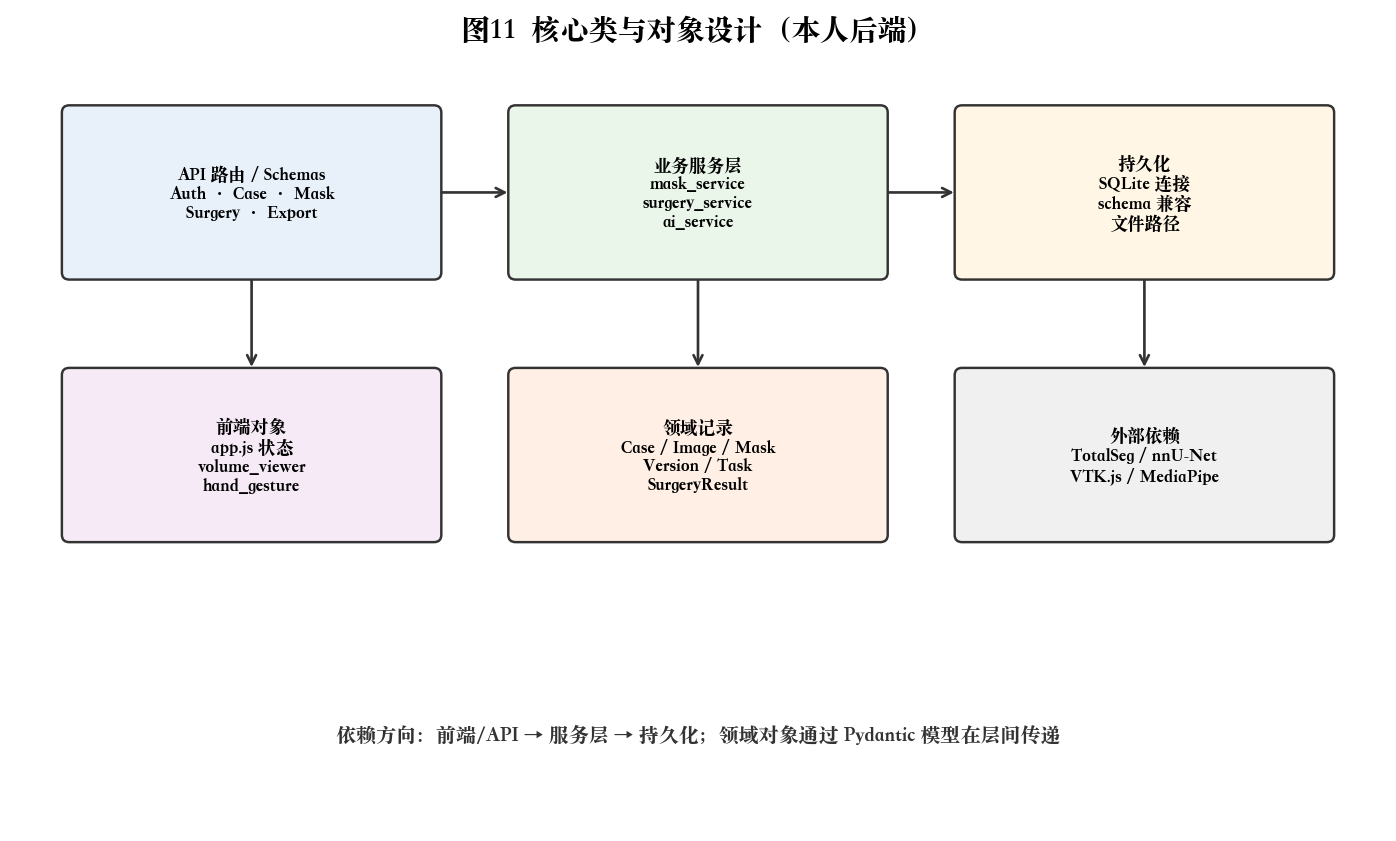 图11 核心类与对象设计（本人后端）
API 路由 / Schemas
Auth · Case · Mask
Surgery · Export
业务服务层
mask_service
surgery_service
ai_service
持久化
SQLite 连接
schema 兼容
文件路径
前端对象
app.js 状态
volume_viewer
hand_gesture
领域记录
Case / Image / Mask
Version / Task
SurgeryResult
外部依赖
TotalSeg / nnU-Net
VTK.js / MediaPipe
依赖方向：前端/API → 服务层 → 持久化；领域对象通过 Pydantic 模型在层间传递